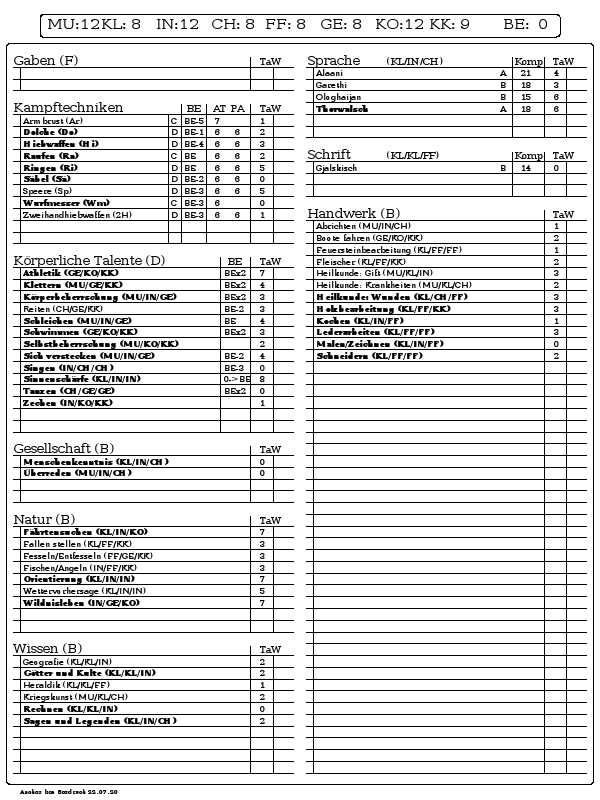 MU:12 KL: 8 IN:12 CH: 8 FF: 8 GE: 8 KO:12 KK: 9 BE: 0
Gaben (F) TaW
Kampftechniken BE AT PA TaW
Armbrust (Ar) C BE-5 7 1
Dolche (Do) D BE-1 6 6 2
Hiebwaffen (Hi) D BE-4 6 6 3
Raufen (Ra) C BE 6 6 2
Ringen (Ri) D BE 6 6 5
Säbel (Sä) D BE-2 6 6 0
Speere (Sp) D BE-3 6 6 5
Wurfmesser (Wm) C BE-3 6 0
Zweihandhiebwaffen (2H) D BE-3 6 6 1
Körperliche Talente (D) BE TaW
Athletik (GE/KO/KK) BEx2 7
Klettern (MU/GE/KK) BEx2 4
Körperbeherrschung (MU/IN/GE) BEx2 3
Reiten (CH/GE/KK) BE-2 3
Schleichen (MU/IN/GE) BE 4
Schwimmen (GE/KO/KK) BEx2 3
Selbstbeherrschung (MU/KO/KK) 2
Sich verstecken (MU/IN/GE) BE-2 4
Singen (IN/CH/CH) BE-3 0
Sinnenschärfe (KL/IN/IN) 0->BE 8
Tanzen (CH/GE/GE) BEx2 0
Zechen (IN/KO/KK) 1
Gesellschaft (B) TaW
Menschenkenntnis (KL/IN/CH) 0
Überreden (MU/IN/CH) 0
Natur (B) TaW
Fährtensuchen (KL/IN/KO) 7
Fallen stellen (KL/FF/KK) 3
Fesseln/Entfesseln (FF/GE/KK) 3
Fischen/Angeln (IN/FF/KK) 3
Orientierung (KL/IN/IN) 7
Wettervorhersage (KL/IN/IN) 5
Wildnisleben (IN/GE/KO) 7
Wissen (B) TaW
Geografie (KL/KL/IN) 2
Götter und Kulte (KL/KL/IN) 2
Heraldik (KL/KL/FF) 1
Kriegskunst (MU/KL/CH) 2
Rechnen (KL/KL/IN) 0
Sagen und Legenden (KL/IN/CH) 2
Sprache (KL/IN/CH) Komp TaW
Alaani A 21 4
Garethi B 18 3
Ologhaijan B 15 6
Thorwalsch A 18 6
Schrift (KL/KL/FF) Komp TaW
Gjalskisch B 14 0
Handwerk (B) TaW
Abrichten (MU/IN/CH) 1
Boote fahren (GE/KO/KK) 2
Feuersteinbearbeitung (KL/FF/FF) 1
Fleischer (KL/FF/KK) 2
Heilkunde: Gift (MU/KL/IN) 3
Heilkunde: Krankheiten (MU/KL/CH) 2
Heilkunde: Wunden (KL/CH/FF) 3
Holzbearbeitung (KL/FF/KK) 3
Kochen (KL/IN/FF) 1
Lederarbeiten (KL/FF/FF) 3
Malen/Zeichnen (KL/IN/FF) 0
Schneidern (KL/FF/FF) 2
22.07.20